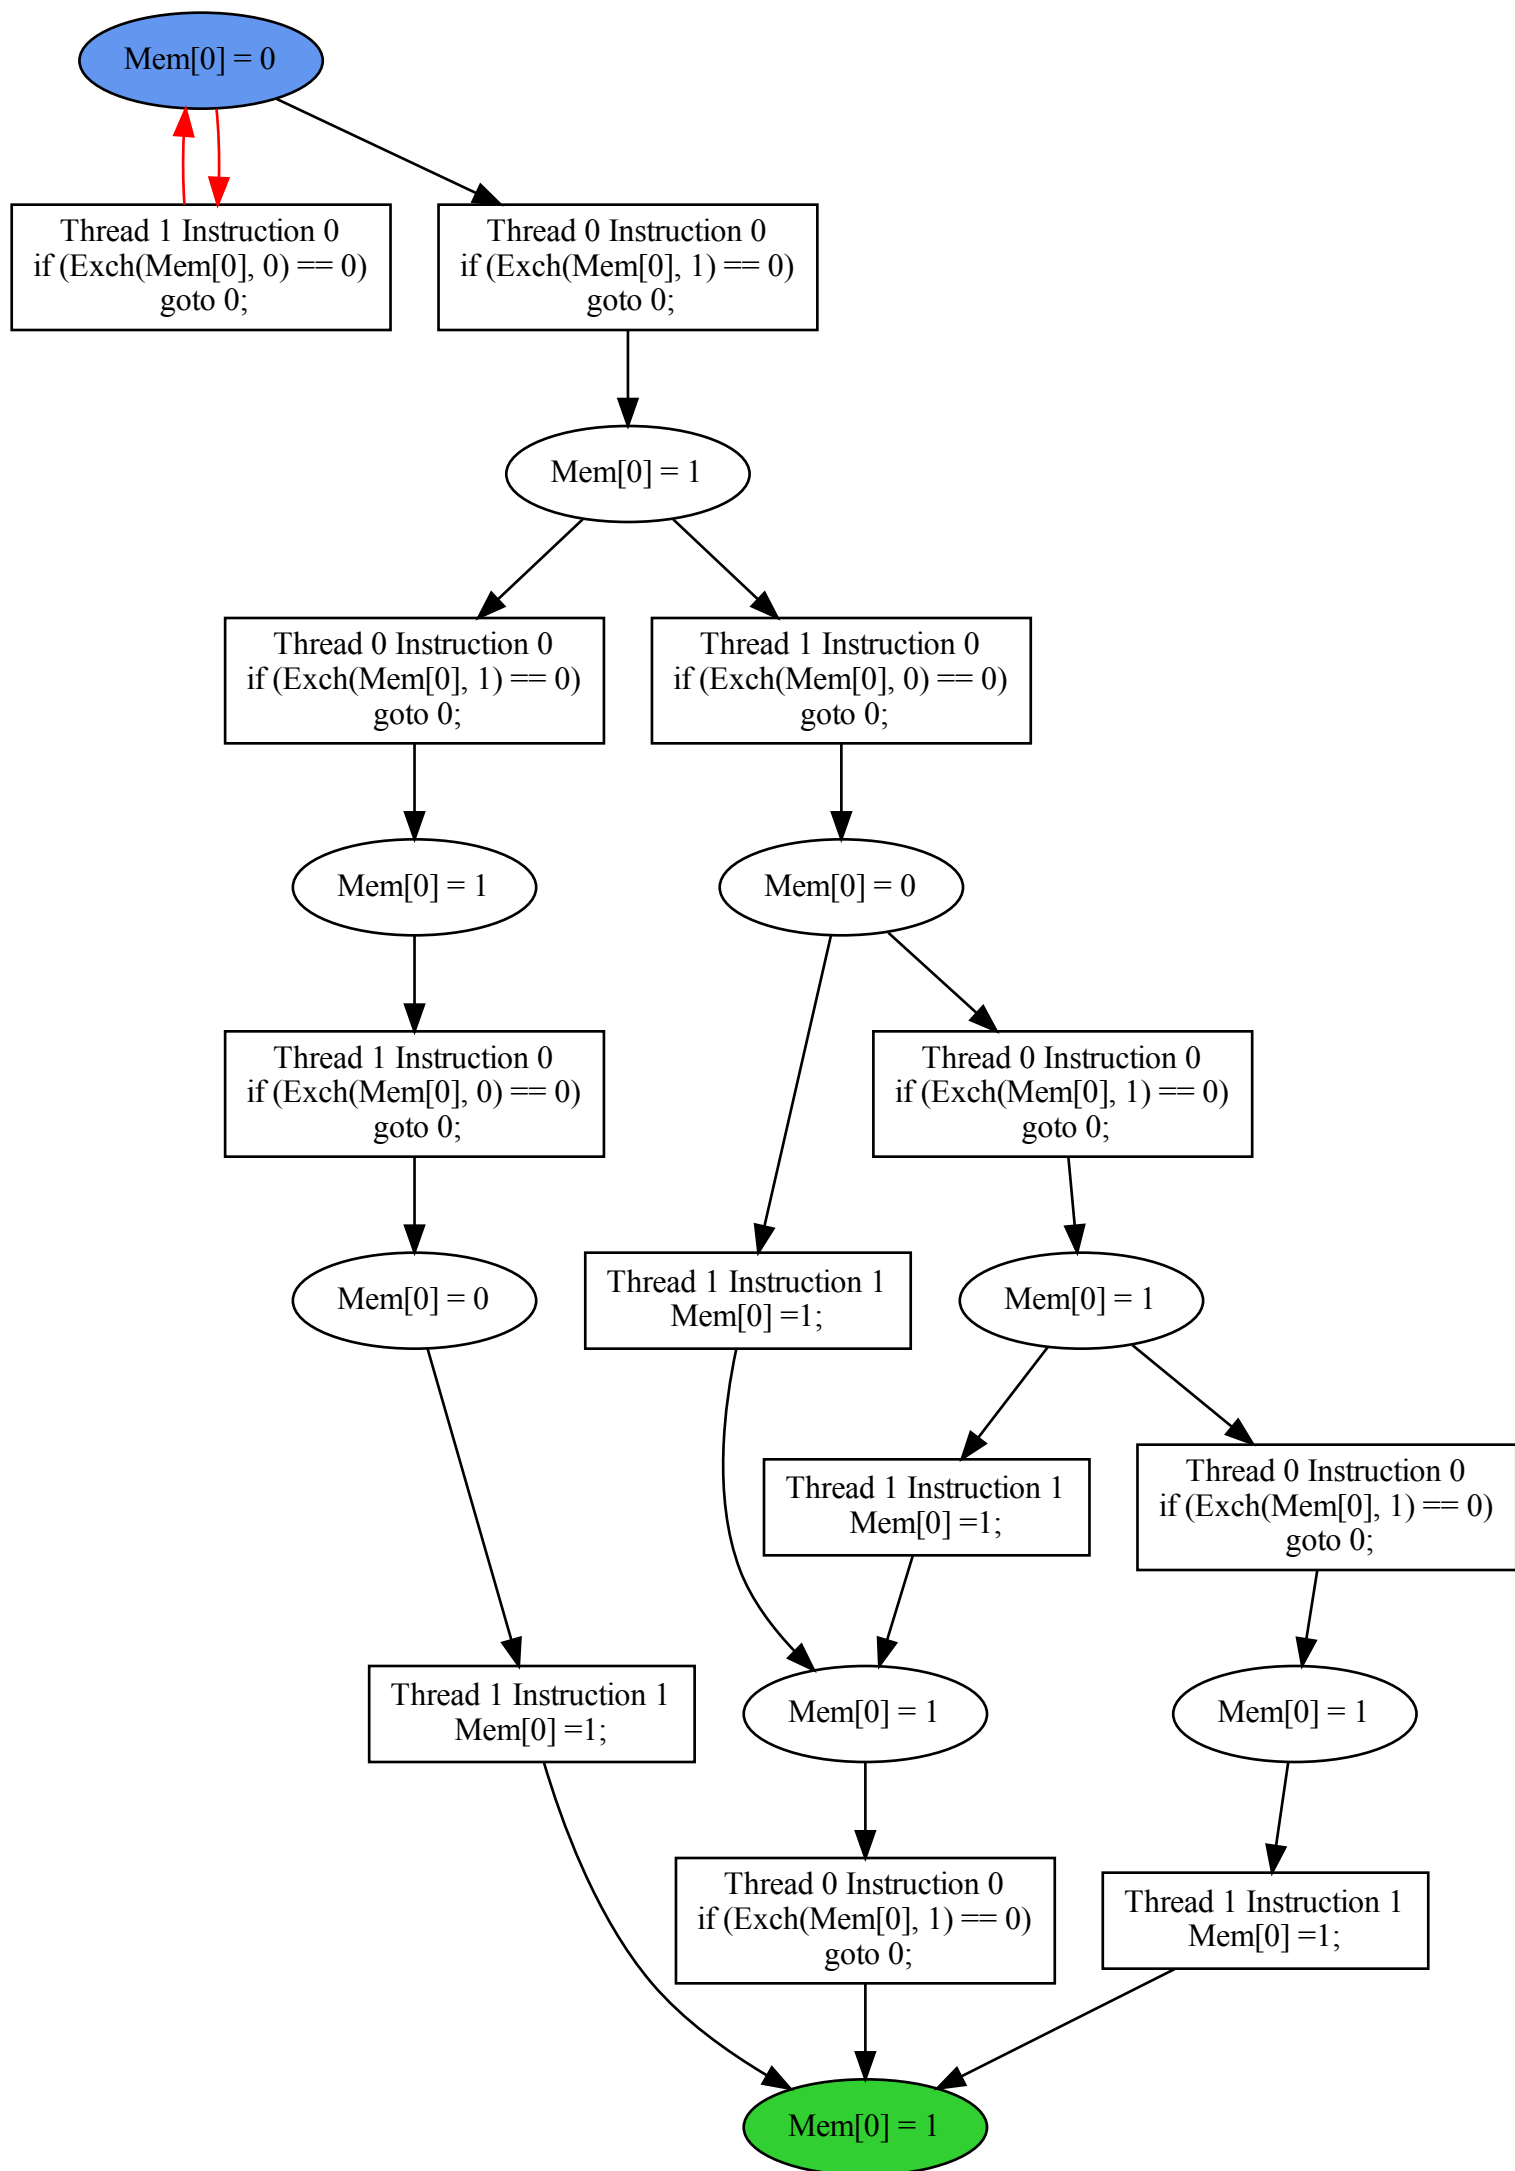 Mem[0] = 0
Thread 1 Instruction 0
if (Exch(Mem[0], 0) == 0)
goto 0;
Thread 0 Instruction 0
if (Exch(Mem[0], 1) == 0)
goto 0;
Mem[0] = 1
Thread 0 Instruction 0
if (Exch(Mem[0], 1) == 0)
goto 0;
Thread 1 Instruction 0
if (Exch(Mem[0], 0) == 0)
goto 0;
Mem[0] = 1
Mem[0] = 0
Thread 1 Instruction 0
if (Exch(Mem[0], 0) == 0)
goto 0;
Thread 0 Instruction 0
if (Exch(Mem[0], 1) == 0)
goto 0;
Mem[0] = 0
Thread 1 Instruction 1
Mem[0] =1;
Mem[0] = 1
Thread 1 Instruction 1
Mem[0] =1;
Thread 0 Instruction 0
if (Exch(Mem[0], 1) == 0)
goto 0;
Thread 1 Instruction 1
Mem[0] =1;
Mem[0] = 1
Mem[0] = 1
Thread 0 Instruction 0
if (Exch(Mem[0], 1) == 0)
goto 0;
Thread 1 Instruction 1
Mem[0] =1;
Mem[0] = 1